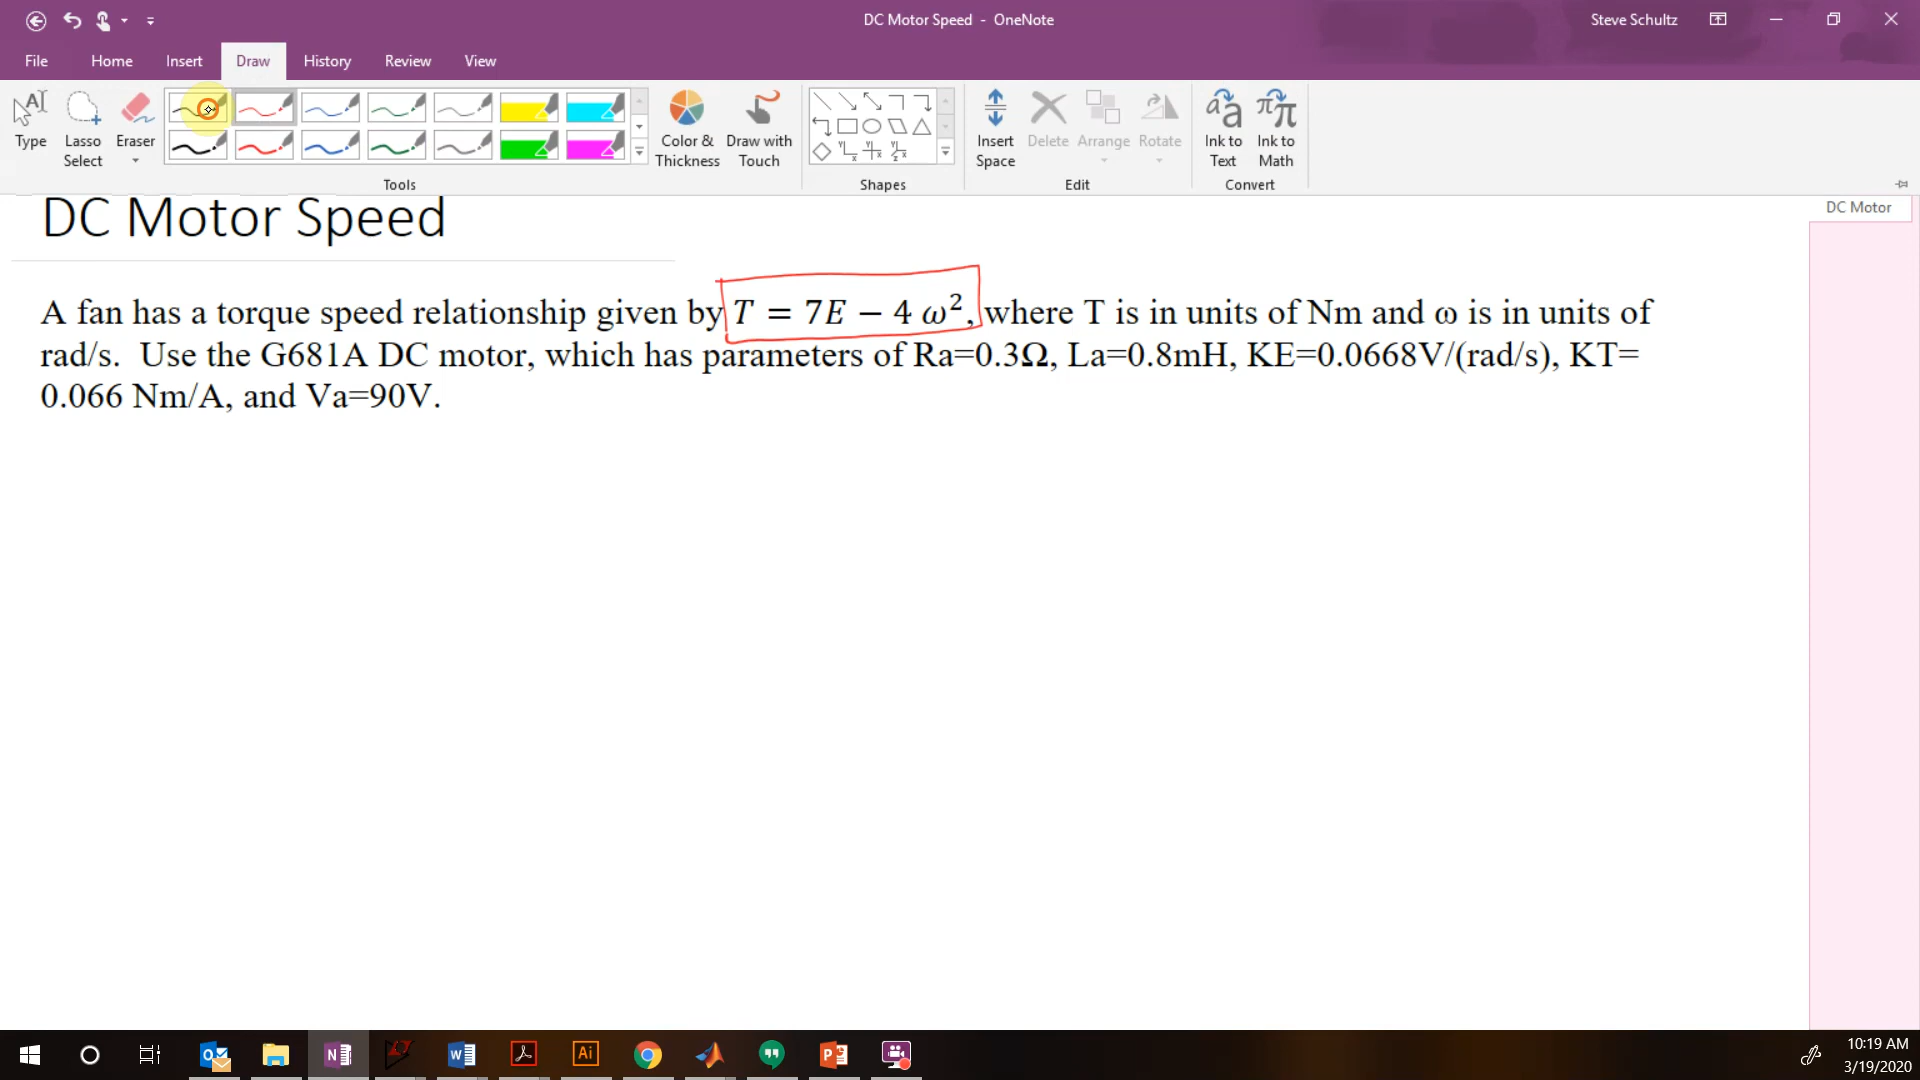 DC Motor Speed - OneNote
Steve Schultz
File Home Insert Draw History Review View
Type
Lasso Select
Eraser
Color & Thickness
Draw with Touch
Insert Space
Delete
Arrange
Rotate
Ink to Text
Ink to Math
Tools
Shapes
Edit
Convert
DC Motor
DC Motor Speed
A fan has a torque speed relationship given by T = 7E − 4 ω², where T is in units of Nm and ω is in units of
rad/s. Use the G681A DC motor, which has parameters of Ra=0.3Ω, La=0.8mH, KE=0.0668V/(rad/s), KT=
0.066 Nm/A, and Va=90V.
10:19 AM
3/19/2020